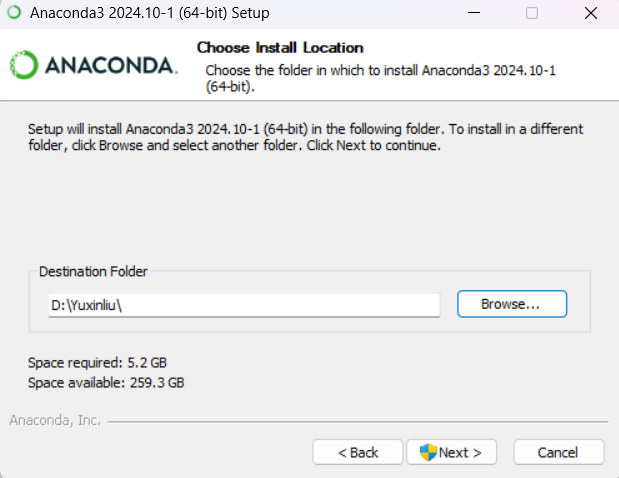 Anaconda3 2024.10-1 (64-bit) Setup
ANACONDA.
Choose Install Location
Choose the folder in which to install Anaconda3 2024.10-1
(64-bit).
Setup will install Anaconda3 2024.10-1 (64-bit) in the following folder. To install in a different
folder, click Browse and select another folder. Click Next to continue.
Destination Folder
D:\Yuxinliu\
Browse...
Space required: 5.2 GB
Space available: 259.3 GB
Anaconda, Inc.
< Back
Next >
Cancel